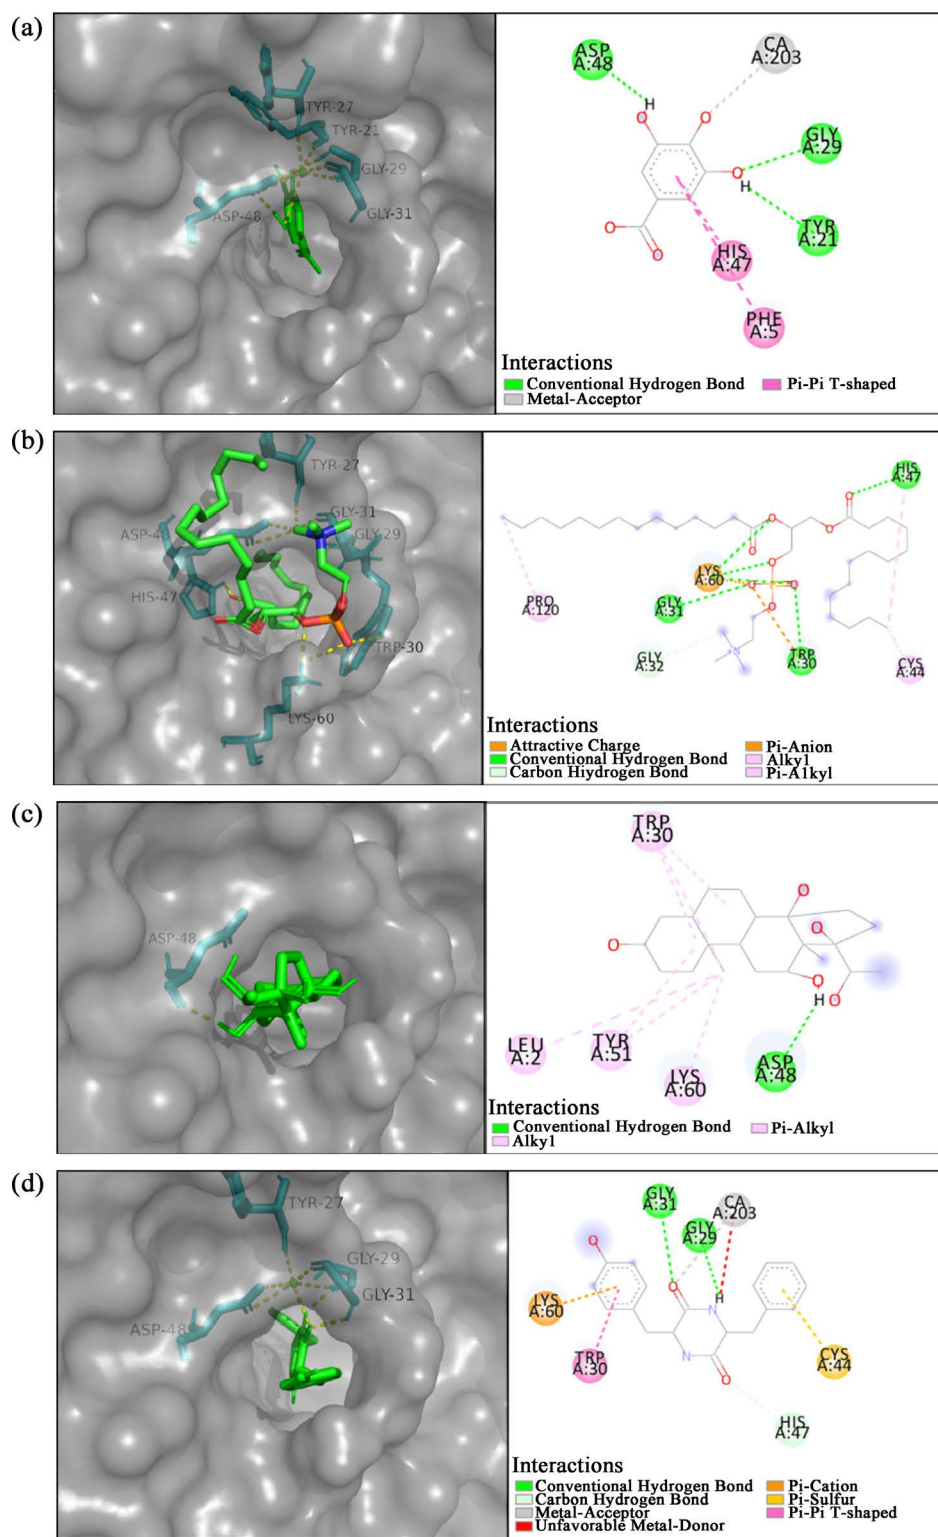 (a)
TYR-27
TYR-21
GLY-29
ASP-48
GLY-31
ASP
A:48
CA
A:203
H
O
O
GLY
A:29
O
H
TYR
A:21
O
O
HIS
A:47
PHE
A:5
Interactions
Conventional Hydrogen Bond
Pi-Pi T-shaped
Metal-Acceptor
(b)
TYR-27
GLY-31
ASP-48
GLY-29
HIS-47
TRP-30
LYS-60
HIS
A:47
LYS
A:60
PRO
A:120
GLY
A:31
GLY
A:32
TRP
A:30
CYS
A:44
Interactions
Attractive Charge
Pi-Anion
Conventional Hydrogen Bond
Alky1
Carbon Hiydrogen Bond
Pi-A1kyl
(c)
ASP-48
TRP
A:30
O
O
O
O
H
O
LEU
A:2
TYR
A:51
LYS
A:60
ASP
A:48
Interactions
Conventional Hydrogen Bond
Pi-Alkyl
Alky1
(d)
TYR-27
GLY-29
GLY-31
ASP-48
GLY
A:31
CA
A:203
GLY
A:29
O
O
H
N
LYS
A:60
TRP
A:30
N
O
CYS
A:44
HIS
A:47
Interactions
Conventional Hydrogen Bond
Pi-Cation
Carbon Hydrogen Bond
Pi-Sulfur
Metal-Acceptor
Pi-Pi T-shaped
Unfavorable Metal-Donor